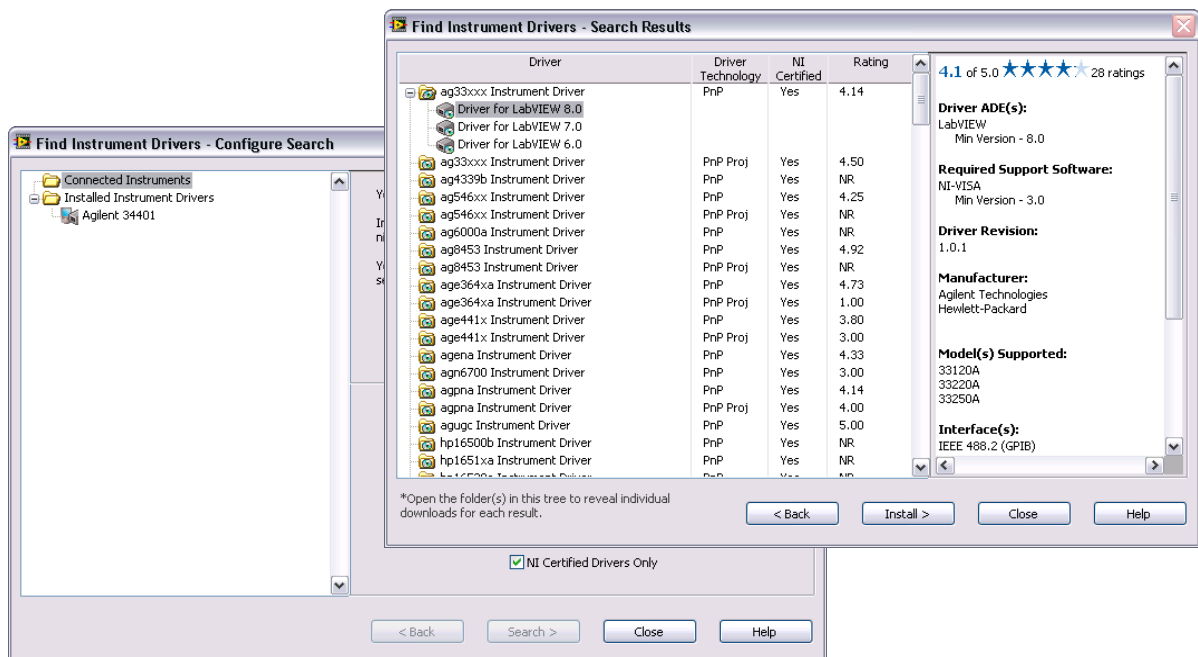 Find Instrument Drivers - Search Results
Driver Driver Technology NI Certified Rating
ag33xxx Instrument Driver PnP Yes 4.14
Driver for LabVIEW 8.0
Driver for LabVIEW 7.0
Driver for LabVIEW 6.0
ag33xxx Instrument Driver PnP Proj Yes 4.50
ag4339b Instrument Driver PnP Yes NR
ag546xx Instrument Driver PnP Yes 4.25
ag546xx Instrument Driver PnP Proj Yes NR
ag6000a Instrument Driver PnP Yes NR
ag8453 Instrument Driver PnP Yes 4.92
ag8453 Instrument Driver PnP Proj Yes NR
age364xa Instrument Driver PnP Yes 4.73
age364xa Instrument Driver PnP Proj Yes 1.00
age441x Instrument Driver PnP Yes 3.80
age441x Instrument Driver PnP Proj Yes 3.00
agena Instrument Driver PnP Yes 4.33
agn6700 Instrument Driver PnP Yes 3.00
agpna Instrument Driver PnP Yes 4.14
agpna Instrument Driver PnP Proj Yes 4.00
agugc Instrument Driver PnP Yes 5.00
hp16500b Instrument Driver PnP Yes NR
hp1651xa Instrument Driver PnP Yes NR
4.1 of 5.0 28 ratings
Driver ADE(s):
LabVIEW
Min Version - 8.0
Required Support Software:
NI-VISA
Min Version - 3.0
Driver Revision:
1.0.1
Manufacturer:
Agilent Technologies
Hewlett-Packard
Model(s) Supported:
33120A
33220A
33250A
Interface(s):
IEEE 488.2 (GPIB)
*Open the folder(s) in this tree to reveal individual
downloads for each result.
< Back Install > Close Help
Find Instrument Drivers - Configure Search
Connected Instruments
Installed Instrument Drivers
Agilent 34401
NI Certified Drivers Only
< Back Search > Close Help